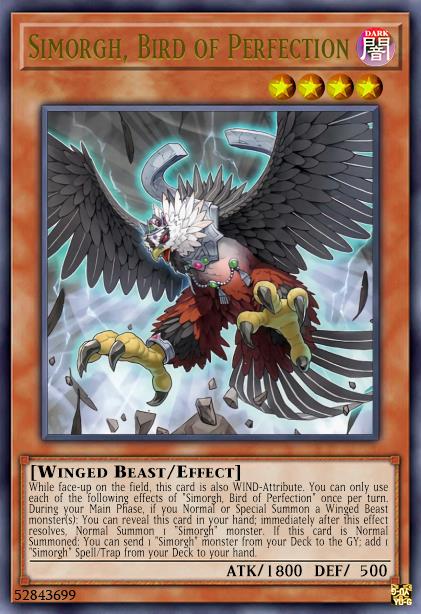 SIMORGH, BIRD OF PERFECTION
DARK
闇
[WINGED BEAST/EFFECT]
While face-up on the field, this card is also WIND-Attribute. You can only use
each of the following effects of "Simorgh, Bird of Perfection" once per turn.
During your Main Phase, if you Normal or Special Summon a Winged Beast
monster(s): You can reveal this card in your hand; immediately after this effect
resolves, Normal Summon 1 "Simorgh" monster. If this card is Normal
Summoned: You can send 1 "Simorgh" monster from your Deck to the GY; add 1
"Simorgh" Spell/Trap from your Deck to your hand.
ATK/1800 DEF/ 500
52843699